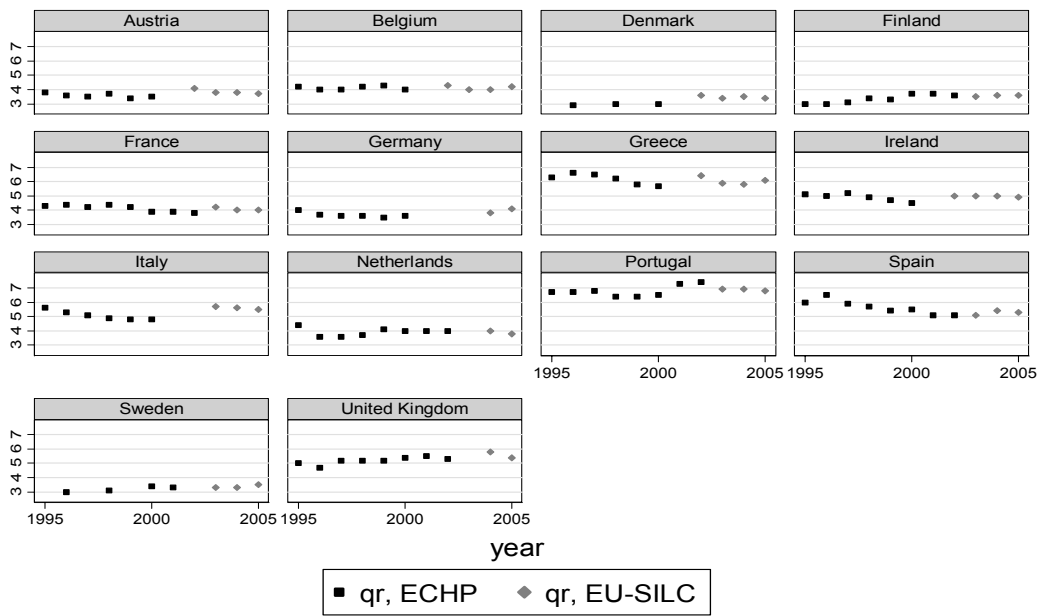 Austria Belgium Denmark Finland
7
6
5
4
3
France Germany Greece Ireland
7
6
5
4
3
Italy Netherlands Portugal Spain
7
6
5
4
3
1995 2000 2005 1995 2000 2005
Sweden United Kingdom
7
6
5
4
3
1995 2000 2005 1995 2000 2005
year
qr, ECHP qr, EU-SILC